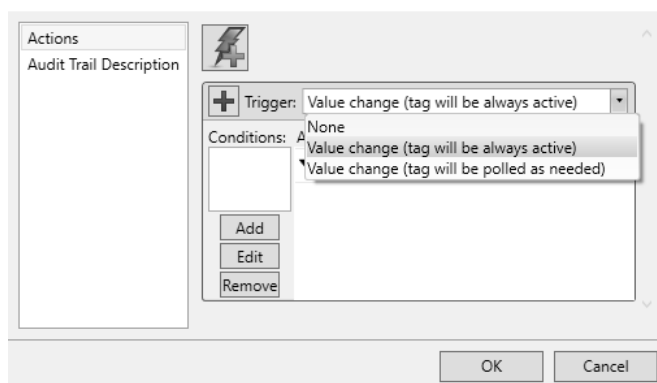 Actions
Audit Trail Description
Trigger: Value change (tag will be always active)
None
Conditions: A
Value change (tag will be always active)
Value change (tag will be polled as needed)
Add
Edit
Remove
OK Cancel